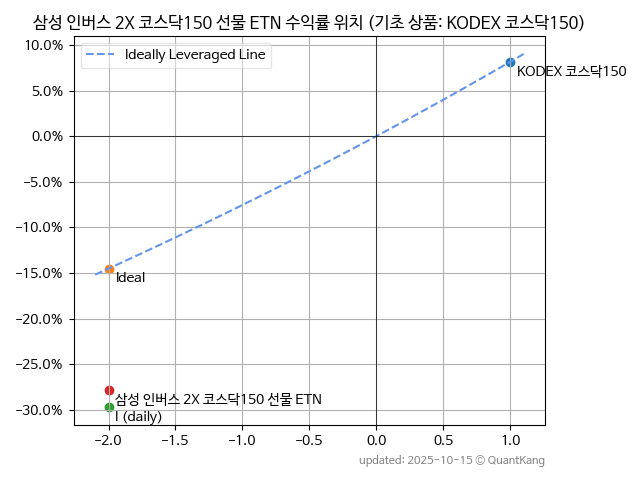 삼성 인버스 2X 코스닥150 선물 ETN 수익률 위치 (기초 상품: KODEX 코스닥150)
10.0%
Ideally Leveraged Line
KODEX 코스닥150
5.0%
0.0%
−5.0%
−10.0%
−15.0%
Ideal
−20.0%
−25.0%
삼성 인버스 2X 코스닥150 선물 ETN
−30.0%
I (daily)
−2.0 −1.5 −1.0 −0.5 0.0 0.5 1.0
updated: 2025-10-15 © QuantKang